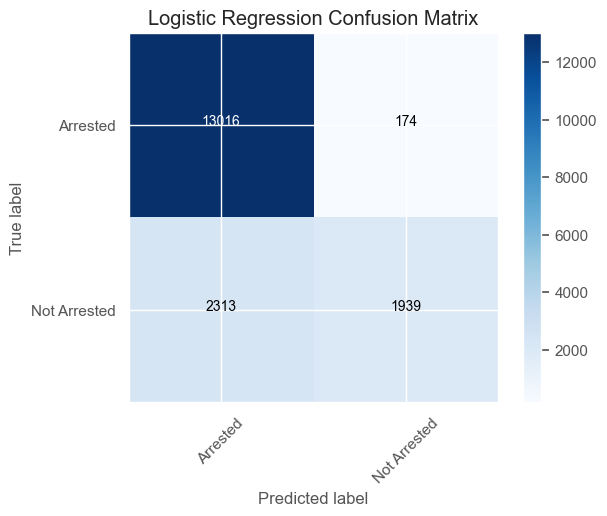 Logistic Regression Confusion Matrix
True label
Arrested
Not Arrested
13016
174
2313
1939
Arrested
Not Arrested
Predicted label
12000
10000
8000
6000
4000
2000